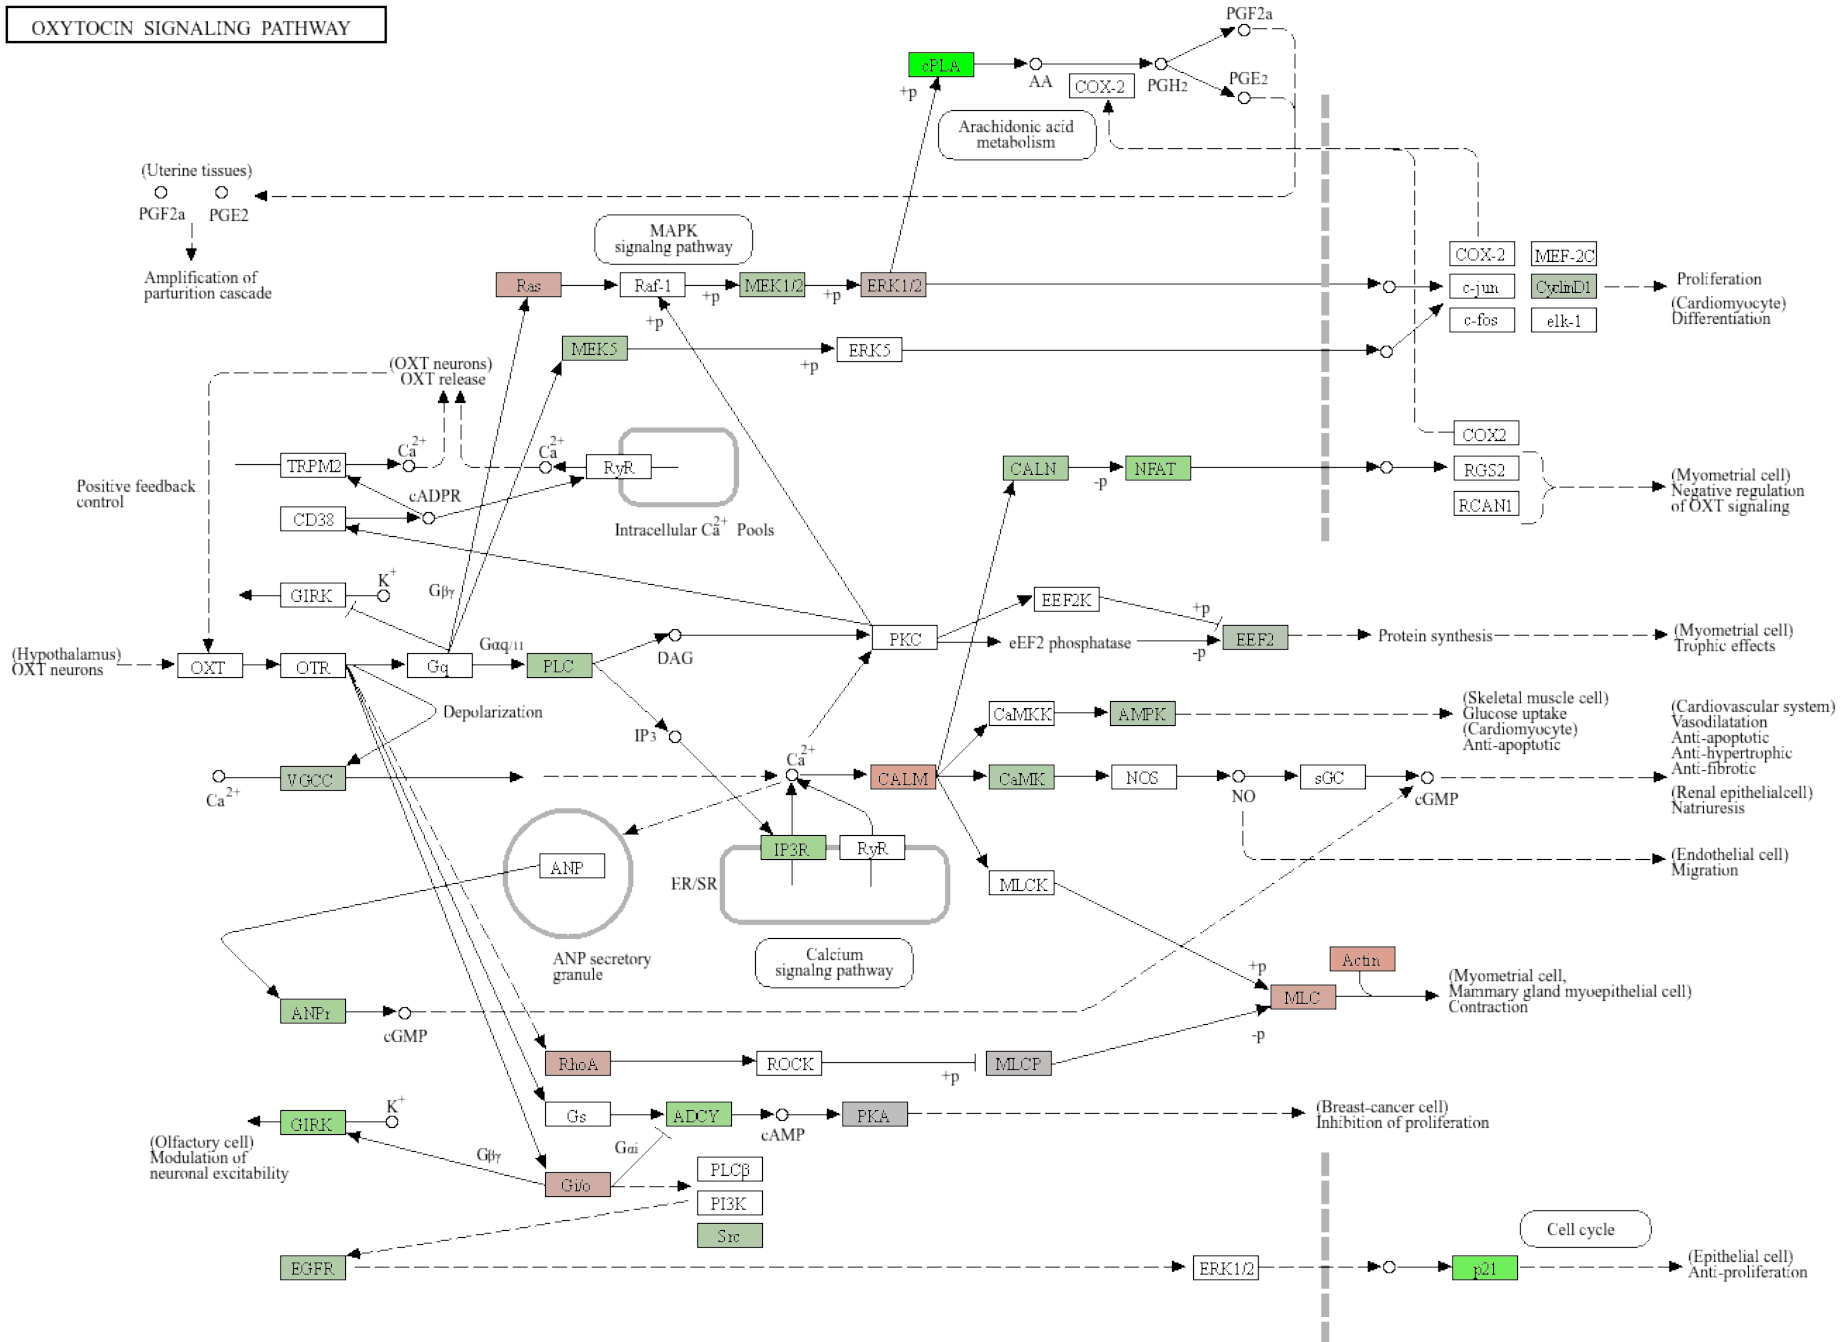 OXYTOCIN SIGNALING PATHWAY
PGF2a
cPLA
+p
AA
COX-2
PGH2
PGE2
Arachidonic acid
metabolism
(Uterine tissues)
PGF2a
PGE2
Amplification of
parturition cascade
MAPK
signalng pathway
Ras
Raf-1
+p
MEK1/2
+p
ERK1/2
+p
COX-2
MEF-2C
c-jun
CyclinD1
c-fos
elk-1
Proliferation
(Cardiomyocyte)
Differentiation
MEK5
+p
ERK5
(OXT neurons)
OXT release
Positive feedback
control
TRPM2
Ca2+
Ca2+
RyR
cADPR
CD38
Intracellular Ca2+ Pools
CALN
-p
NFAT
COX2
RGS2
RCAN1
(Myometrial cell)
Negative regulation
of OXT signaling
GIRK
K+
Gβγ
(Hypothalamus)
OXT neurons
OXT
OTR
Gq
Gαq/11
PLC
DAG
PKC
EEF2K
+p
eEF2 phosphatase
-p
EEF2
Protein synthesis
(Myometrial cell)
Trophic effects
Depolarization
IP3
CaMKK
AMPK
(Skeletal muscle cell)
Glucose uptake
(Cardiomyocyte)
Anti-apoptotic
(Cardiovascular system)
Vasodilatation
Anti-apoptotic
Anti-hypertrophic
Anti-fibrotic
(Renal epithelialcell)
Natriuresis
Ca2+
VGCC
Ca2+
CALM
CaMK
NOS
NO
sGC
cGMP
(Endothelial cell)
Migration
ANP
IP3R
RyR
ER/SR
MLCK
ANP secretory
granule
Calcium
signalng pathway
+p
Actin
MLC
-p
(Myometrial cell,
Mammary gland myoepithelial cell)
Contraction
ANPr
cGMP
RhoA
ROCK
+p
MLCP
GIRK
K+
Gs
ADCY
cAMP
PKA
(Breast-cancer cell)
Inhibition of proliferation
(Olfactory cell)
Modulation of
neuronal excitability
Gβγ
Gαi
Gi/o
PLCβ
PI3K
Src
EGFR
ERK1/2
Cell cycle
p21
(Epithelial cell)
Anti-proliferation